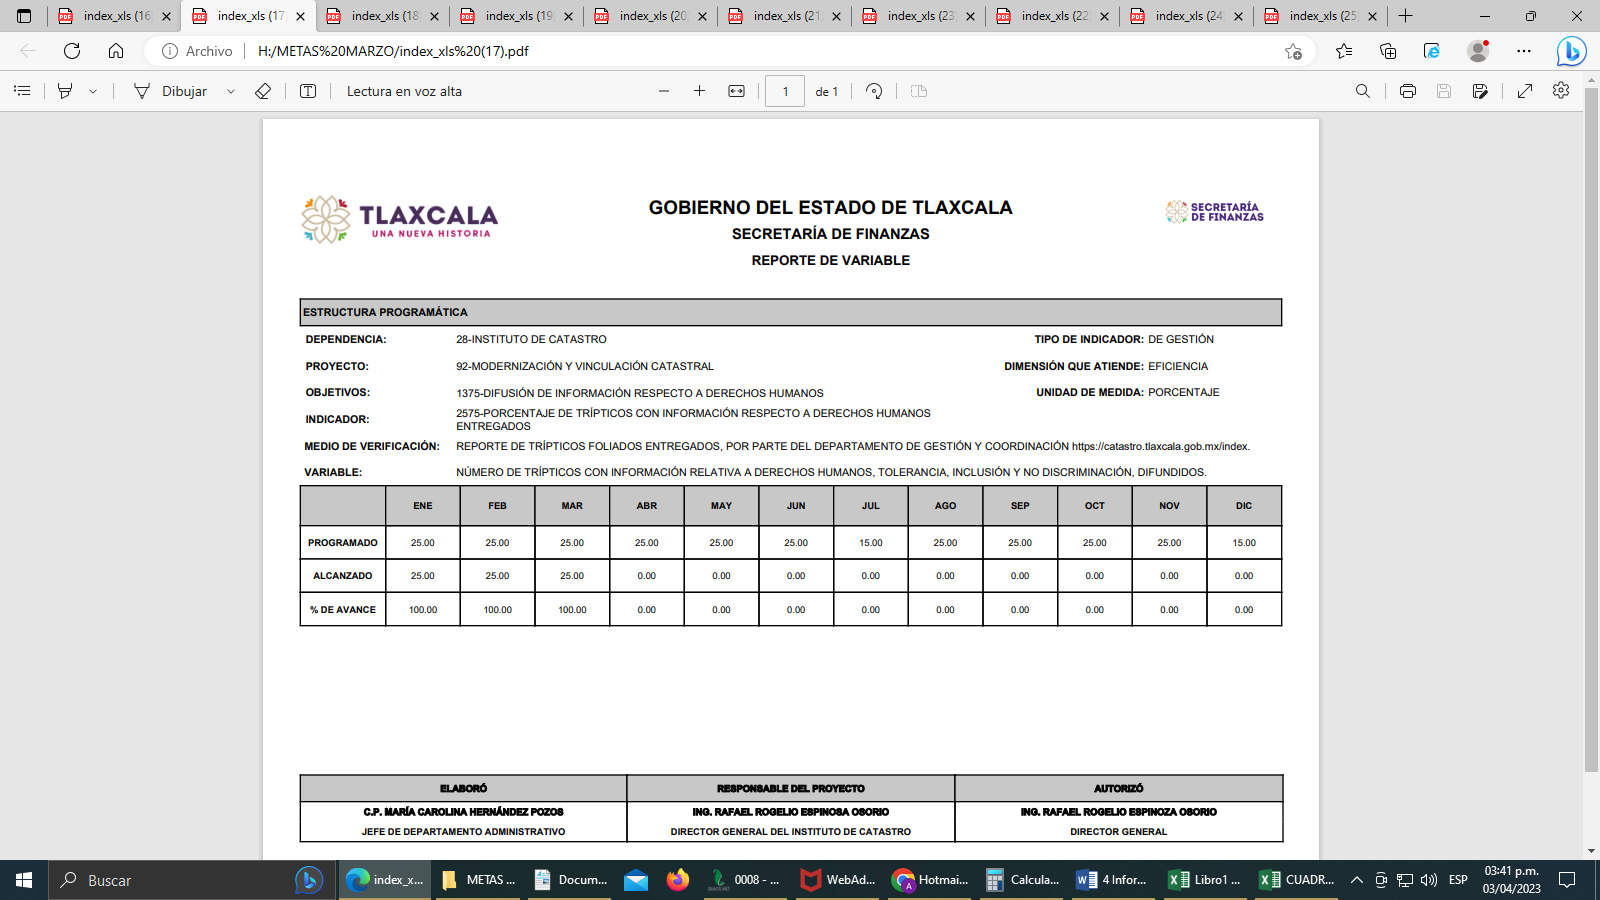 index_xls (16)
index_xls (17)
index_xls (18)
index_xls (19)
index_xls (20)
index_xls (21)
index_xls (23)
index_xls (22)
index_xls (24)
index_xls (25)
Archivo
H:/METAS%20MARZO/index_xls%20(17).pdf
Dibujar
Lectura en voz alta
1
de 1
TLAXCALA
UNA NUEVA HISTORIA
GOBIERNO DEL ESTADO DE TLAXCALA
SECRETARÍA DE FINANZAS
REPORTE DE VARIABLE
SECRETARÍA
DE FINANZAS
ESTRUCTURA PROGRAMÁTICA
DEPENDENCIA: 28-INSTITUTO DE CATASTRO TIPO DE INDICADOR: DE GESTIÓN
PROYECTO: 92-MODERNIZACIÓN Y VINCULACIÓN CATASTRAL DIMENSIÓN QUE ATIENDE: EFICIENCIA
OBJETIVOS: 1375-DIFUSIÓN DE INFORMACIÓN RESPECTO A DERECHOS HUMANOS UNIDAD DE MEDIDA: PORCENTAJE
INDICADOR: 2575-PORCENTAJE DE TRÍPTICOS CON INFORMACIÓN RESPECTO A DERECHOS HUMANOS
ENTREGADOS
MEDIO DE VERIFICACIÓN: REPORTE DE TRÍPTICOS FOLIADOS ENTREGADOS, POR PARTE DEL DEPARTAMENTO DE GESTIÓN Y COORDINACIÓN https://catastro.tlaxcala.gob.mx/index.
VARIABLE: NÚMERO DE TRÍPTICOS CON INFORMACIÓN RELATIVA A DERECHOS HUMANOS, TOLERANCIA, INCLUSIÓN Y NO DISCRIMINACIÓN, DIFUNDIDOS.
ENE FEB MAR ABR MAY JUN JUL AGO SEP OCT NOV DIC
PROGRAMADO 25.00 25.00 25.00 25.00 25.00 25.00 15.00 25.00 25.00 25.00 25.00 15.00
ALCANZADO 25.00 25.00 25.00 0.00 0.00 0.00 0.00 0.00 0.00 0.00 0.00 0.00
% DE AVANCE 100.00 100.00 100.00 0.00 0.00 0.00 0.00 0.00 0.00 0.00 0.00 0.00
ELABORÓ RESPONSABLE DEL PROYECTO AUTORIZÓ
C.P. MARÍA CAROLINA HERNÁNDEZ POZOS ING. RAFAEL ROGELIO ESPINOSA OSORIO ING. RAFAEL ROGELIO ESPINOZA OSORIO
JEFE DE DEPARTAMENTO ADMINISTRATIVO DIRECTOR GENERAL DEL INSTITUTO DE CATASTRO DIRECTOR GENERAL
Buscar
index_x...
METAS ...
Docum...
0008 - ...
WebAd...
Hotmai...
Calcula...
4 Infor...
Libro1 ...
CUADR...
ESP
03:41 p.m.
03/04/2023